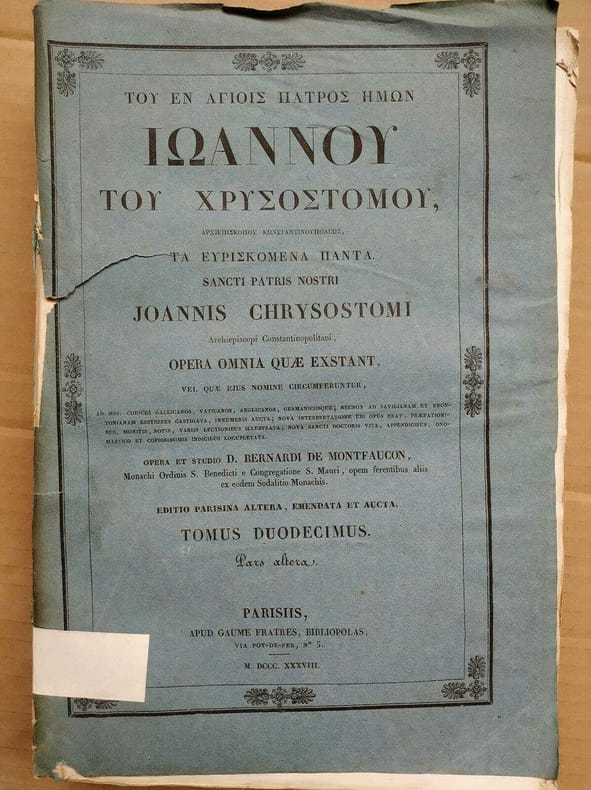 ΤΟΥ ΕΝ ΑΓΙΟΙΣ ΠΑΤΡΟΣ ΗΜΩΝ
ΙΩΑΝΝΟΥ
ΤΟΥ ΧΡΥΣΟΣΤΟΜΟΥ,
ΑΡΧΙΕΠΙΣΚΟΠΟΥ ΚΩΝΣΤΑΝΤΙΝΟΥΠΟΛΕΩΣ,
ΤΑ ΕΥΡΙΣΚΟΜΕΝΑ ΠΑΝΤΑ.
SANCTI PATRIS NOSTRI
JOANNIS CHRYSOSTOMI
Archiepiscopi Constantinopolitani,
OPERA OMNIA QUÆ EXSTANT,
VEL QUÆ EJUS NOMINE CIRCUMFERUNTUR,
AD MSS. CODICES GALLICANOS, VATICANOS, ANGLICANOS, GERMANICOSQUE; NECNON AD SAVILIANAM ET FRON-
TONIANAM EDITIONES CASTIGATA, INNUMERIS AUCTA; NOVA INTERPRETATIONE UBI OPUS ERAT, PRÆFATIONI-
BUS, MONITIS, NOTIS, VARIIS LECTIONIBUS ILLUSTRATA; NOVA SANCTI DOCTORIS VITA, APPENDICIBUS, ONO-
MASTICO ET COPIOSISSIMIS INDICIBUS LOCUPLETATA.
OPERA ET STUDIO D. BERNARDI DE MONTFAUCON,
Monachi Ordinis S. Benedicti e Congregatione S. Mauri, opem ferentibus aliis
ex eodem Sodalitio Monachis.
EDITIO PARISINA ALTERA, EMENDATA ET AUCTA.
TOMUS DUODECIMUS.
Pars altera.
PARISIIS,
APUD GAUME FRATRES, BIBLIOPOLAS,
VIA POT-DE-FER, N° 5.
M. DCCC. XXXVIII.